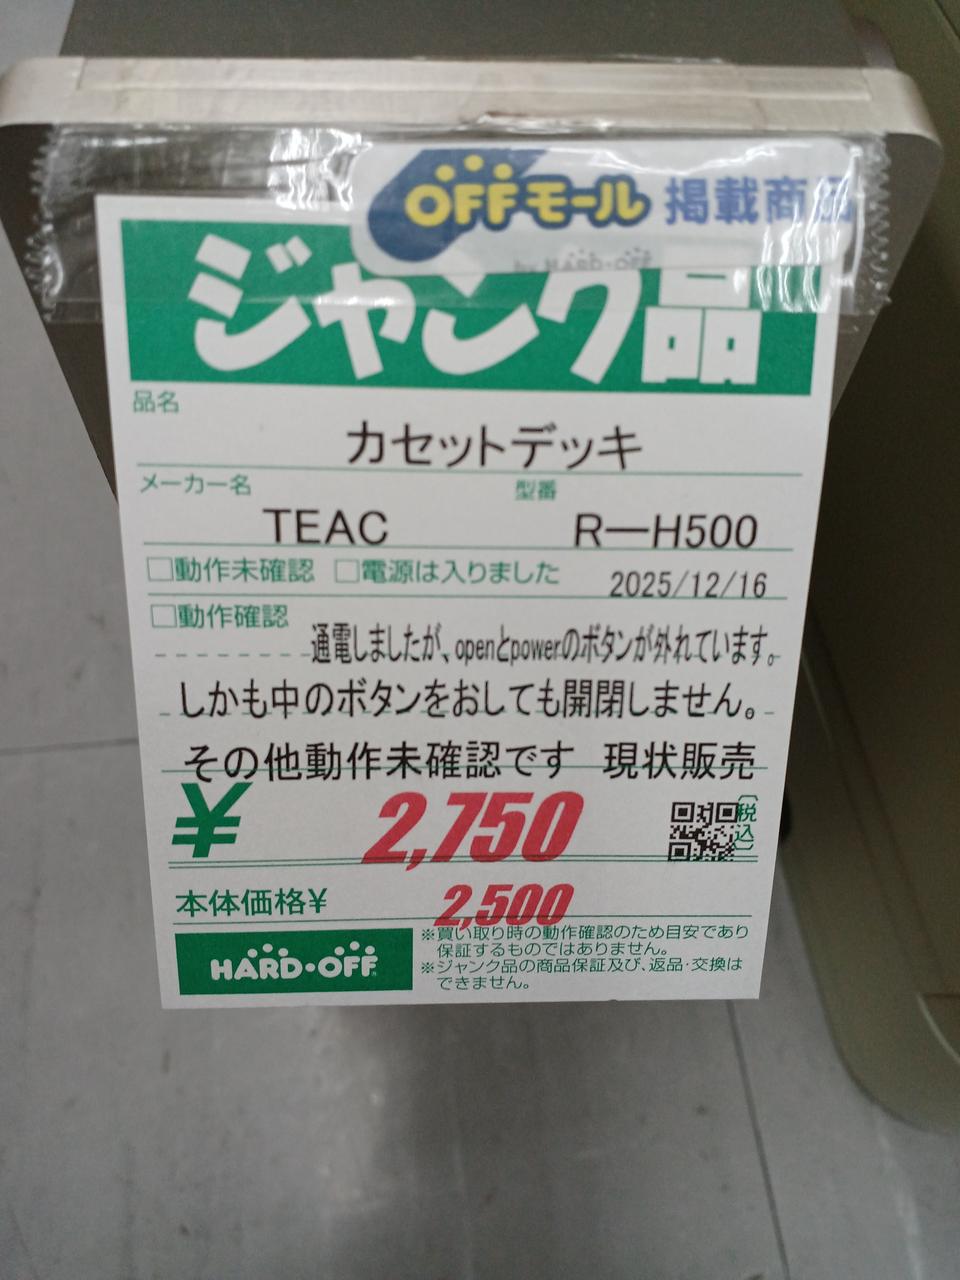 OFFモール 掲載商品
by HARD・OFF
ジャンク品
品名
カセットデッキ
メーカー名 型番
TEAC R―H500
□動作未確認 □電源は入りました 2025/12/16
□動作確認
通電しましたが、openとpowerのボタンが外れています。
しかも中のボタンをおしても開閉しません。
その他動作未確認です 現状販売
¥ 2,750 〔税込〕
本体価格¥ 2,500
HARD・OFF
※買い取り時の動作確認のため目安であり
保証するものではありません。
※ジャンク品の商品保証及び、返品・交換は
できません。